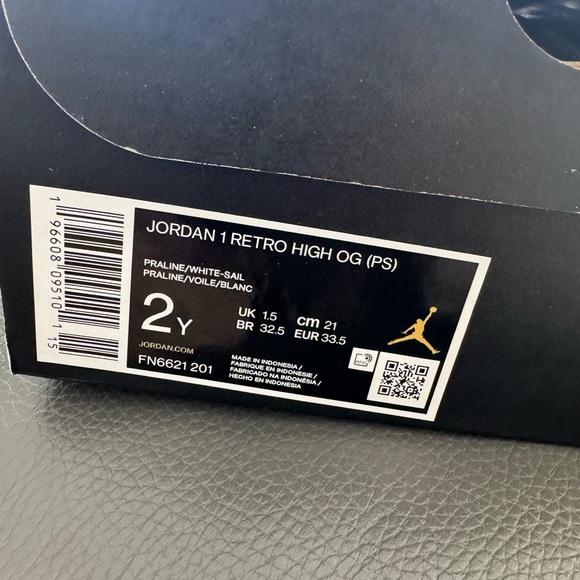 JORDAN 1 RETRO HIGH OG (PS)
PRALINE/WHITE-SAIL
PRALINE/VOILE/BLANC
2Y
UK 1.5 cm 21
BR 32.5 EUR 33.5
JORDAN.COM
FN6621 201
MADE IN INDONESIA/
FABRIQUE EN INDONESIE/
FABRICADO NA INDONÉSIA/
HECHO EN INDONESIA
1 96608 09510 1 15